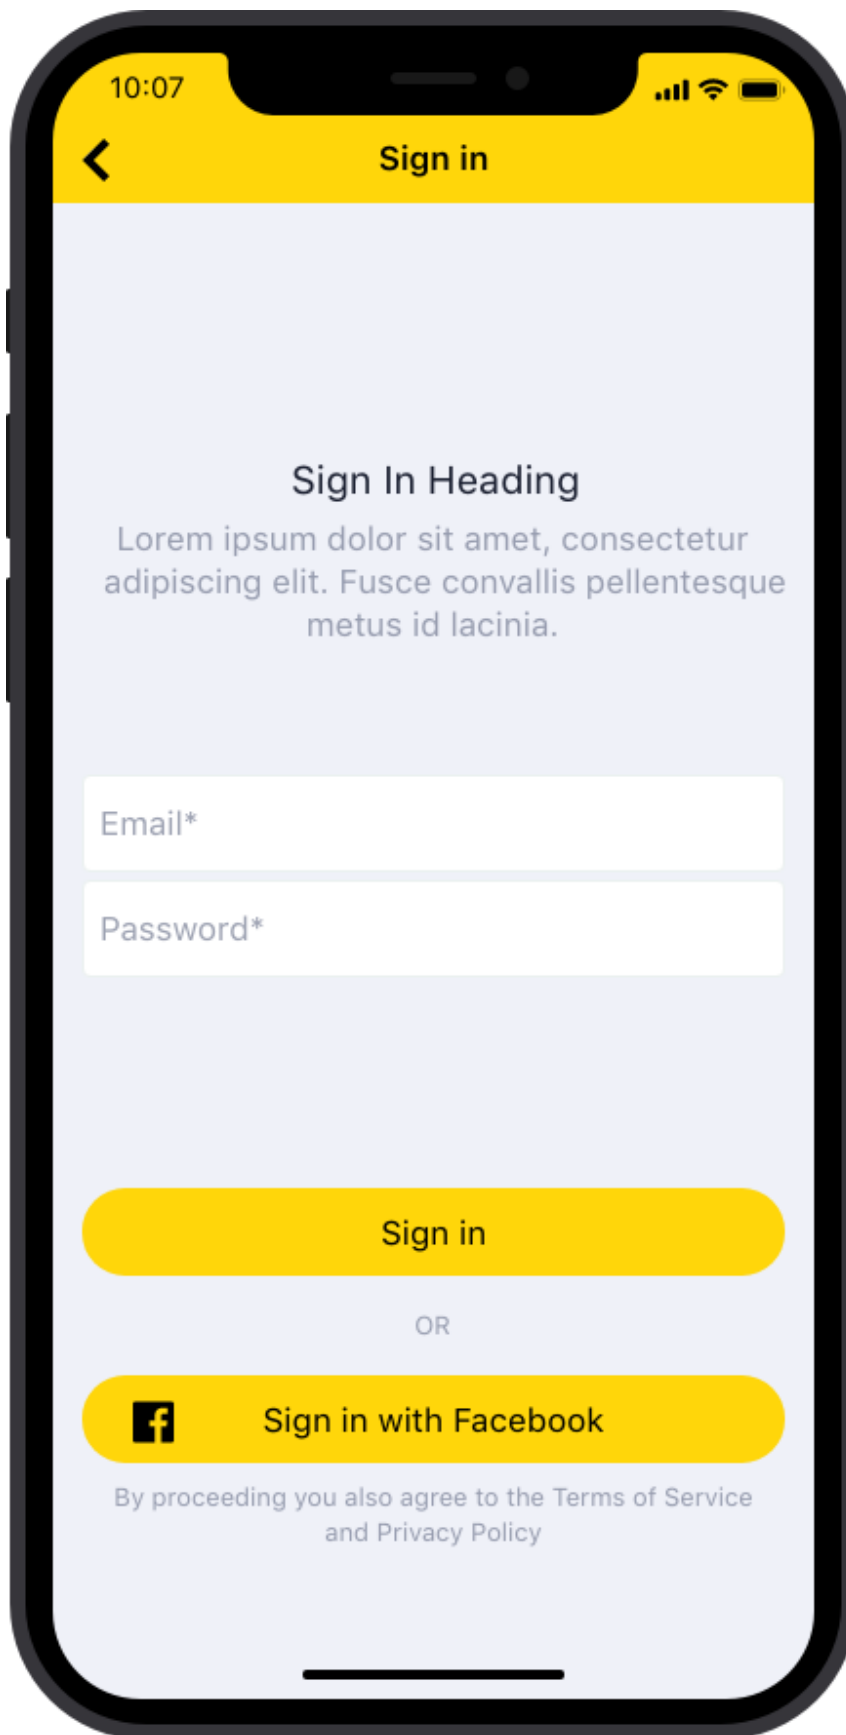 10:07
Sign in
Sign In Heading
Lorem ipsum dolor sit amet, consectetur
adipiscing elit. Fusce convallis pellentesque
metus id lacinia.
Email*
Password*
Sign in
OR
Sign in with Facebook
By proceeding you also agree to the Terms of Service
and Privacy Policy